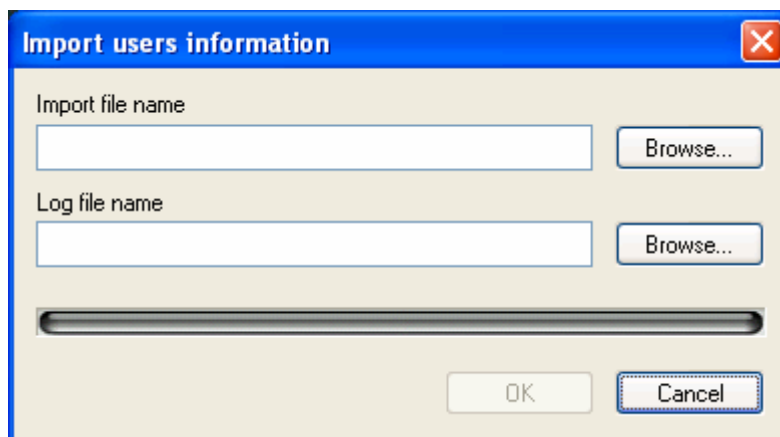 Import users information
Import file name
Browse...
Log file name
Browse...
OK
Cancel